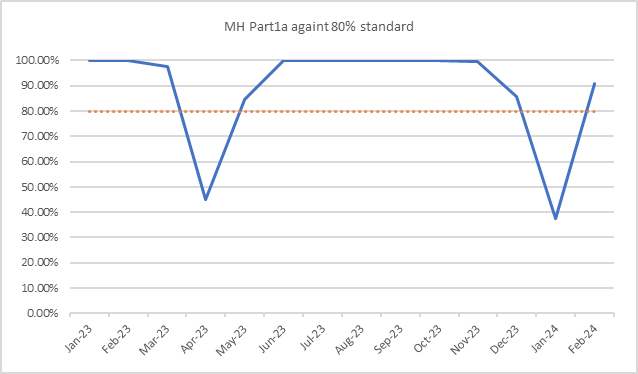 MH Part1a againt 80% standard
100.00%
90.00%
80.00%
70.00%
60.00%
50.00%
40.00%
30.00%
20.00%
10.00%
0.00%
Jan-23
Feb-23
Mar-23
Apr-23
May-23
Jun-23
Jul-23
Aug-23
Sep-23
Oct-23
Nov-23
Dec-23
Jan-24
Feb-24